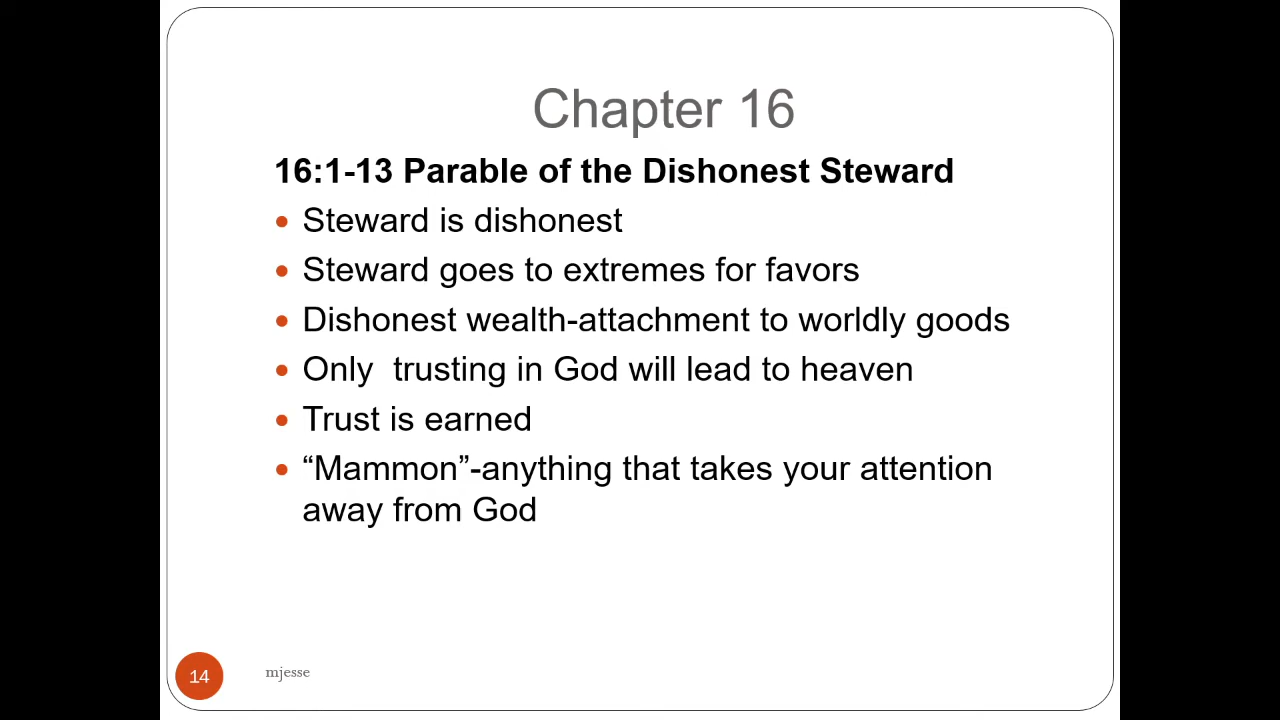 Chapter 16
16:1-13 Parable of the Dishonest Steward
• Steward is dishonest
• Steward goes to extremes for favors
• Dishonest wealth-attachment to worldly goods
• Only  trusting in God will lead to heaven
• Trust is earned
• “Mammon”-anything that takes your attention
away from God
14
mjesse